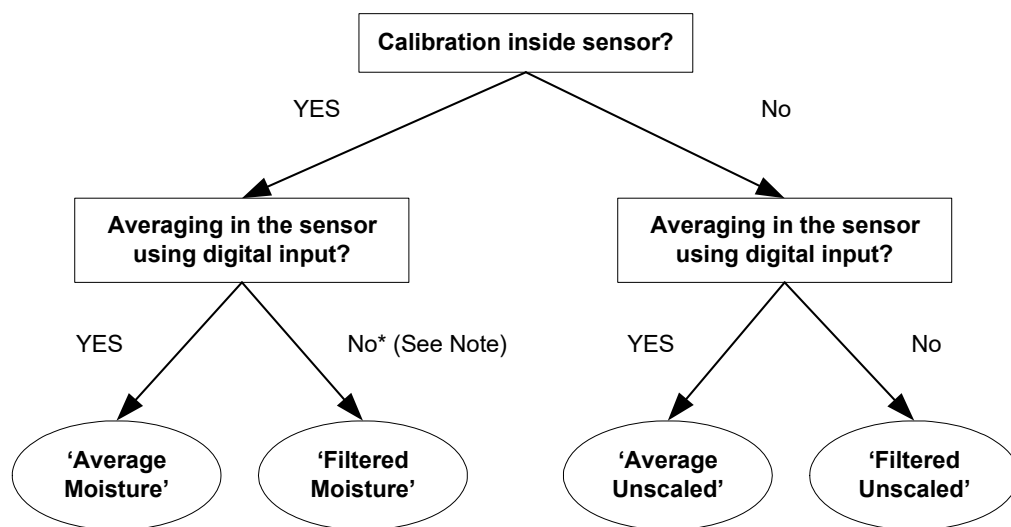 Calibration inside sensor?
YES
No
Averaging in the sensor
using digital input?
Averaging in the sensor
using digital input?
YES
No* (See Note)
YES
No
‘Average
Moisture’
‘Filtered
Moisture’
‘Average
Unscaled’
‘Filtered
Unscaled’